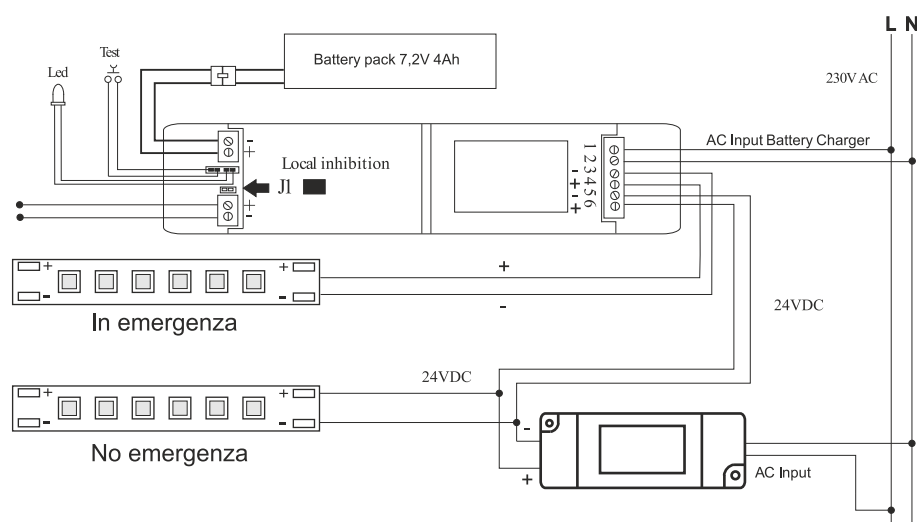 L N
Battery pack 7,2V 4Ah
Test
Led
230V AC
AC Input Battery Charger
-
+
Local inhibition
J1
+
-
1 2 3 4 5 6
- + - +
+ + +
- - -
24VDC
In emergenza
24VDC
+ +
- - -
No emergenza
+
AC Input